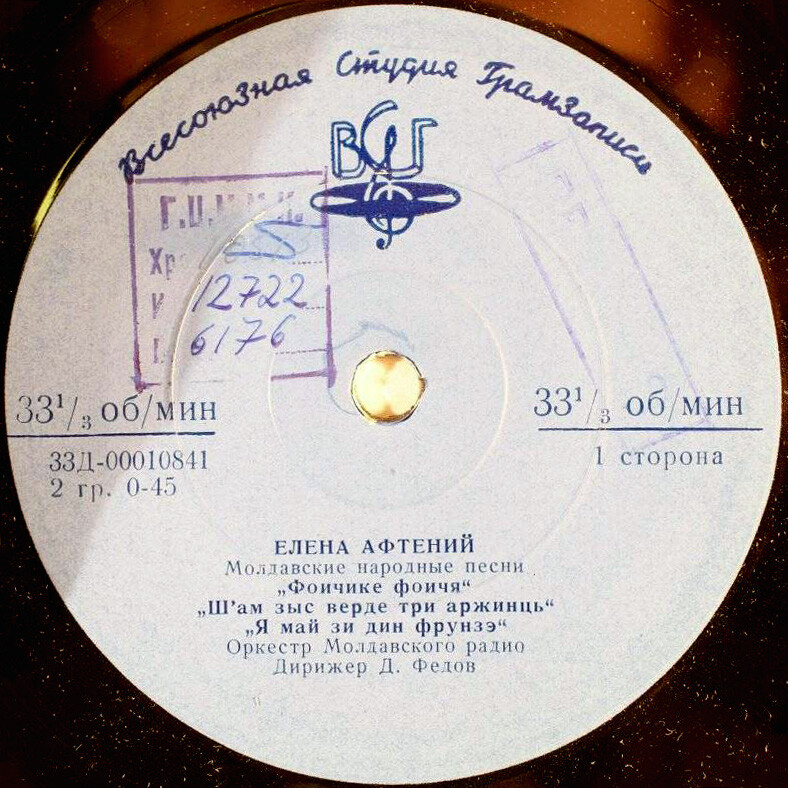 Всесоюзная Студия Грамзаписи
ВСГ
Г.Ц.М.М.К.
12722
6176
33¹/₃ об/мин
33Д-00010841
2 гр. 0-45
33¹/₃ об/мин
1 сторона
ЕЛЕНА АФТЕНИЙ
Молдавские народные песни
„Фоичике фоичя“
„Ш'ам зыс верде три аржинць“
„Я май зи дин фрунзэ“
Оркестр Молдавского радио
Дирижер Д. Федов